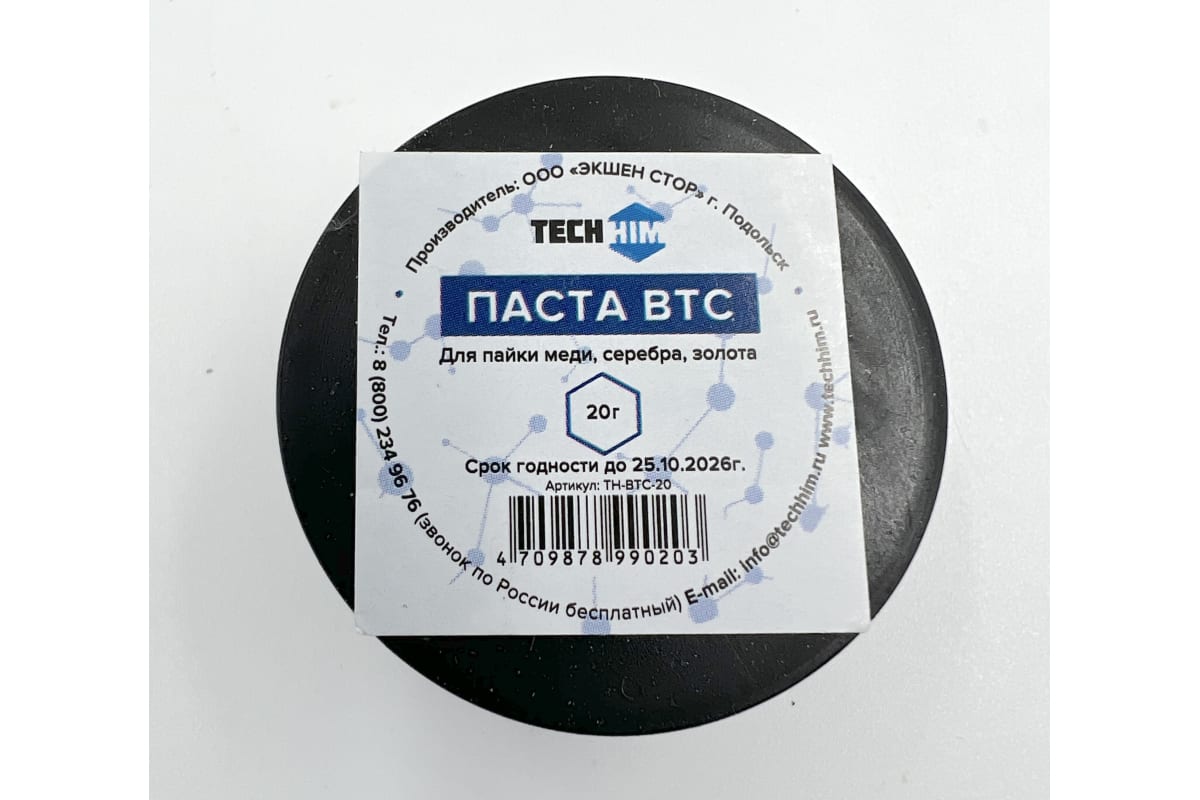 Производитель: ООО «ЭКШЕН СТОР» г. Подольск
TECHHIM
ПАСТА ВТС
Для пайки меди, серебра, золота
20г
Срок годности до 25.10.2026г.
Артикул: TH-BTC-20
4 709878 990203
Тел.: 8 (800) 234 96 76 (звонок по России бесплатный) E-mail: info@techhim.ru www.techhim.ru